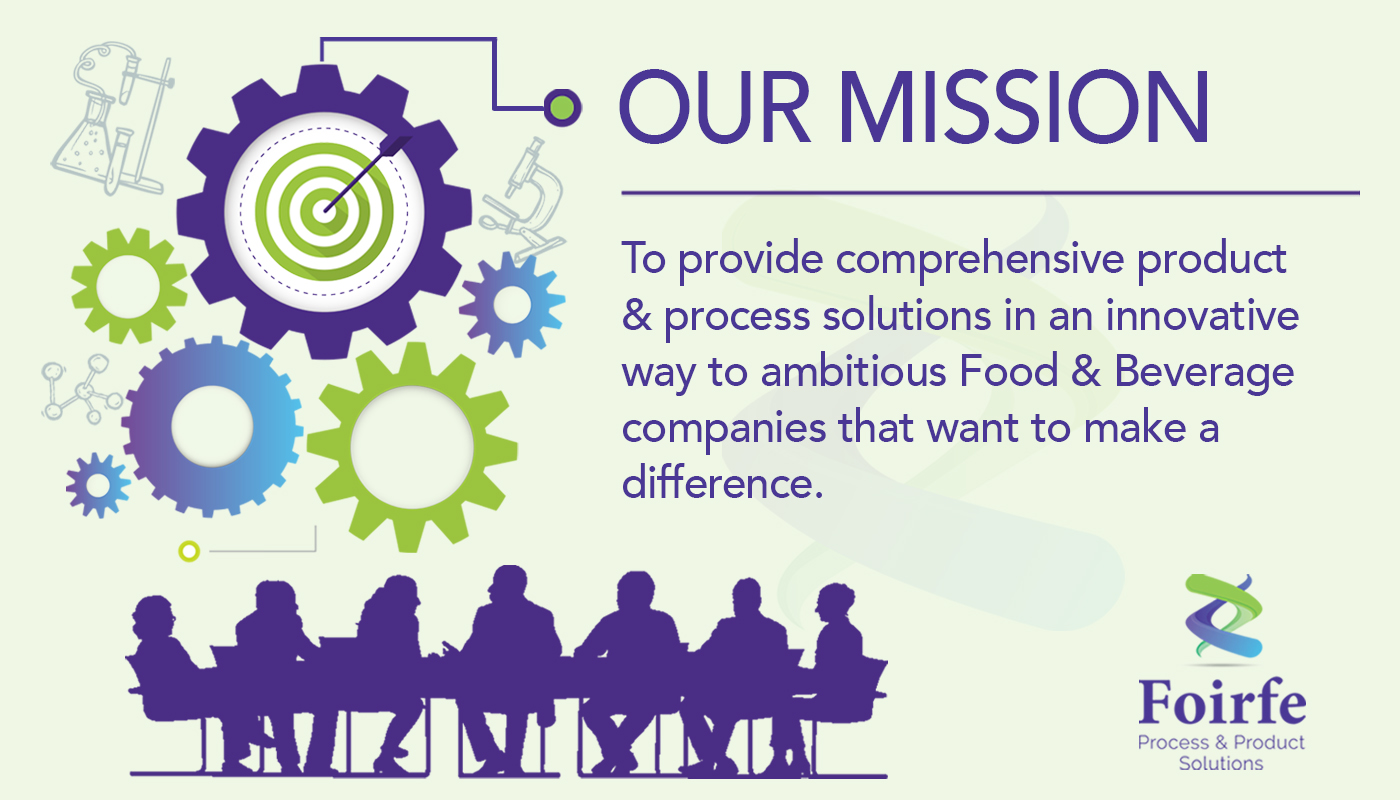 OUR MISSION
To provide comprehensive product
& process solutions in an innovative
way to ambitious Food & Beverage
companies that want to make a
difference.
Foirfe
Process & Product
Solutions